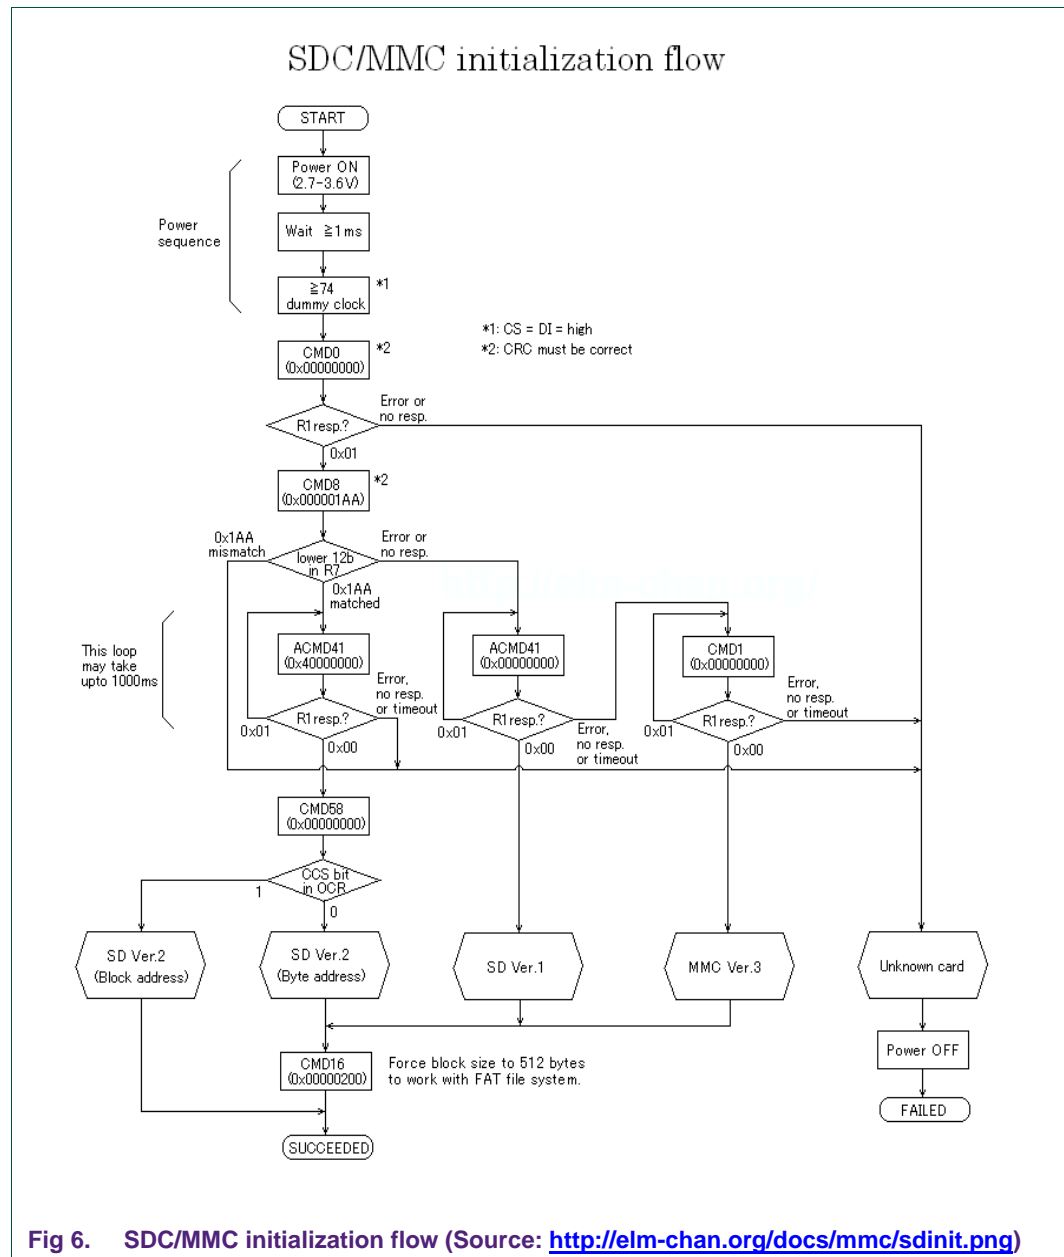 SDC/MMC initialization flow
START
Power ON
(2.7-3.6V)
Power
sequence
Wait ≧1ms
≧74
dummy clock
*1
*1: CS = DI = high
*2: CRC must be correct
CMD0
(0x00000000)
*2
Error or
no resp.
R1 resp.?
0x01
CMD8
(0x000001AA)
*2
0x1AA
mismatch
Error or
no resp.
lower 12b
in R7
0x1AA
matched
http://elm-chan.org/
This loop
may take
upto 1000ms
ACMD41
(0x40000000)
ACMD41
(0x00000000)
CMD1
(0x00000000)
Error,
no resp.
or timeout
Error,
no resp.
or timeout
R1 resp.?
R1 resp.?
R1 resp.?
0x01
0x00
0x01
0x00
Error,
no resp.
or timeout
0x01
0x00
CMD58
(0x00000000)
CCS bit
in OCR
1
0
SD Ver.2
(Block address)
SD Ver.2
(Byte address)
SD Ver.1
MMC Ver.3
Unknown card
CMD16
(0x00000200)
Force block size to 512 bytes
to work with FAT file system.
Power OFF
FAILED
SUCCEEDED
Fig 6. SDC/MMC initialization flow (Source: http://elm-chan.org/docs/mmc/sdinit.png)